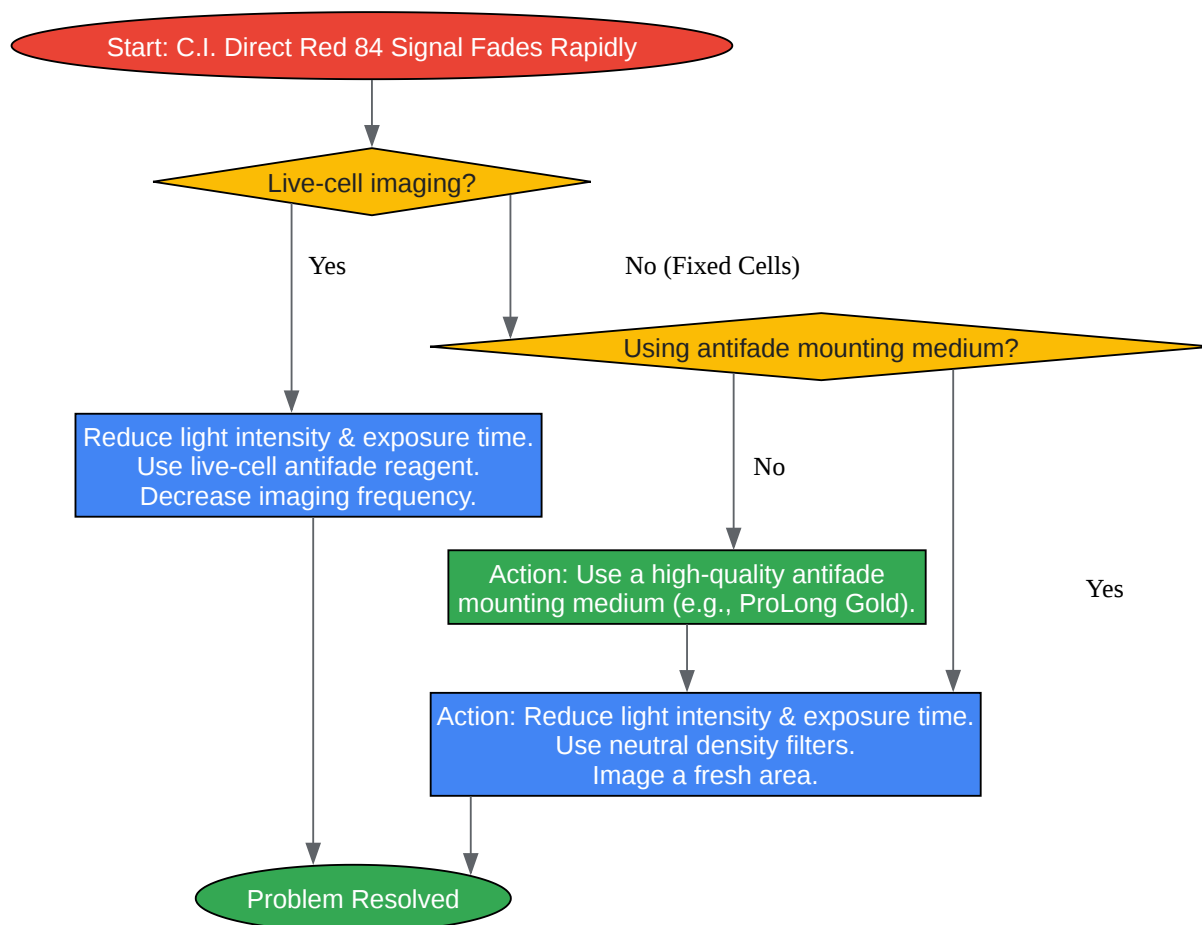 Start: C.I. Direct Red 84 Signal Fades Rapidly
Live-cell imaging?
Yes
No (Fixed Cells)
Using antifade mounting medium?
Reduce light intensity & exposure time.
Use live-cell antifade reagent.
Decrease imaging frequency.
No
Action: Use a high-quality antifade
mounting medium (e.g., ProLong Gold).
Yes
Action: Reduce light intensity & exposure time.
Use neutral density filters.
Image a fresh area.
Problem Resolved